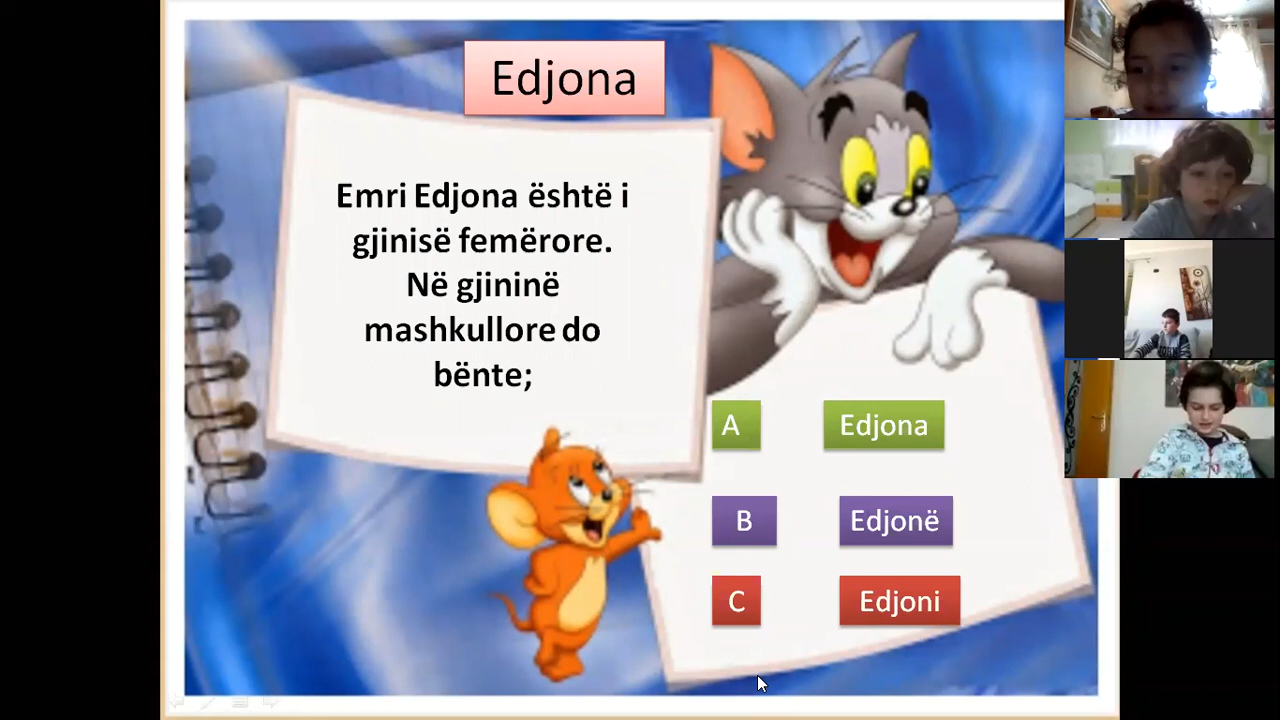 Edjona
Emri Edjona është i
gjinisë femërore.
Në gjininë
mashkullore do
bënte;
A Edjona
B Edjonë
C Edjoni